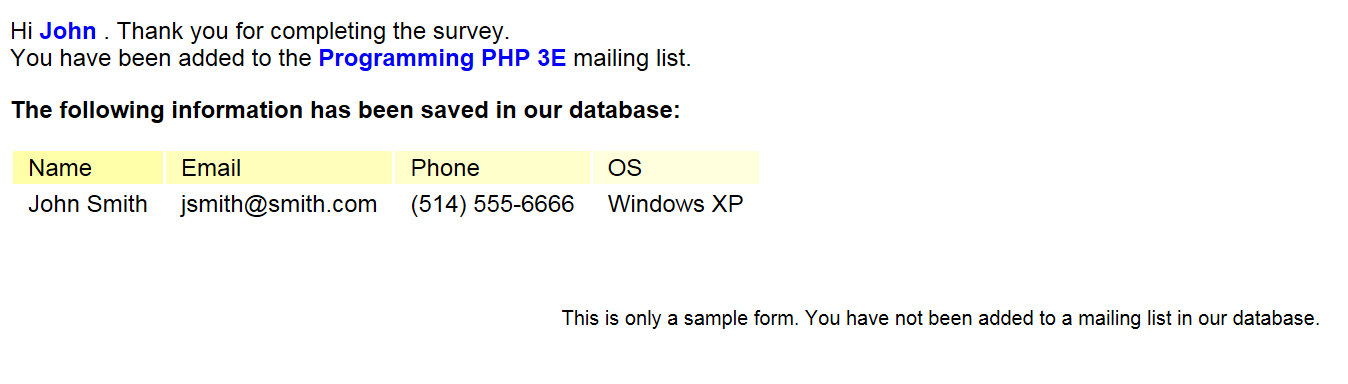 Hi John . Thank you for completing the survey.
You have been added to the Programming PHP 3E mailing list.
The following information has been saved in our database:
Name Email Phone OS
John Smith jsmith@smith.com (514) 555-6666 Windows XP
This is only a sample form. You have not been added to a mailing list in our database.